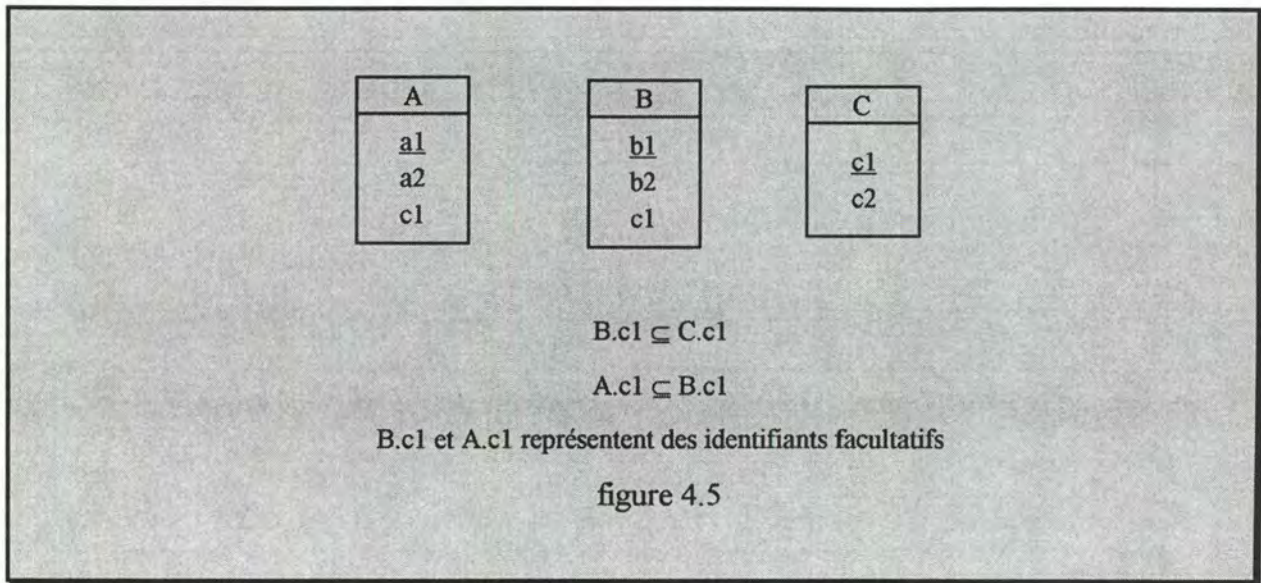 A
a1
a2
c1
B
b1
b2
c1
C
c1
c2
B.c1 ⊆ C.c1
A.c1 ⊆ B.c1
B.c1 et A.c1 représentent des identifiants facultatifs
figure 4.5